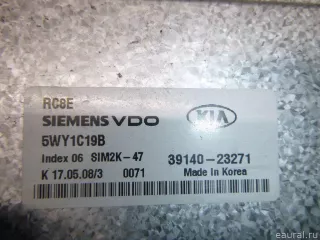 RC8E
SIEMENS VDO
KIA
5WY1C19B
Index 06 SIM2K-47
39140-23271
K 17.05.08/3 0071
Made in Korea
© eaural.ru